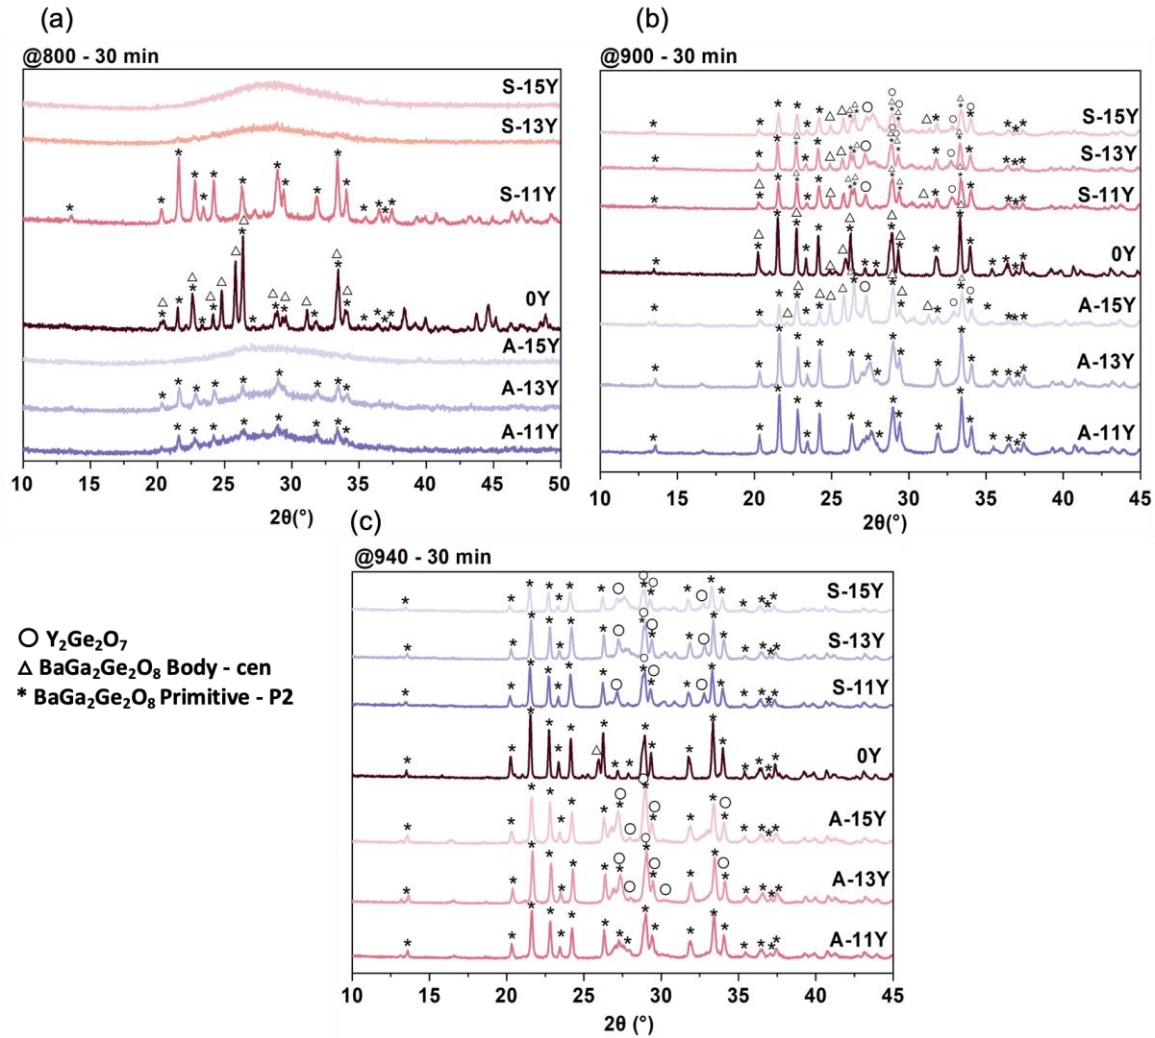 (a)
@800 - 30 min
S-15Y
S-13Y
S-11Y
0Y
A-15Y
A-13Y
A-11Y
10 15 20 25 30 35 40 45 50
2θ(°)
(b)
@900 - 30 min
S-15Y
S-13Y
S-11Y
0Y
A-15Y
A-13Y
A-11Y
10 15 20 25 30 35 40 45
2θ(°)
(c)
@940 - 30 min
S-15Y
S-13Y
S-11Y
0Y
A-15Y
A-13Y
A-11Y
10 15 20 25 30 35 40 45
2θ (°)
○ Y₂Ge₂O₇
△ BaGa₂Ge₂O₈ Body - cen
* BaGa₂Ge₂O₈ Primitive - P2